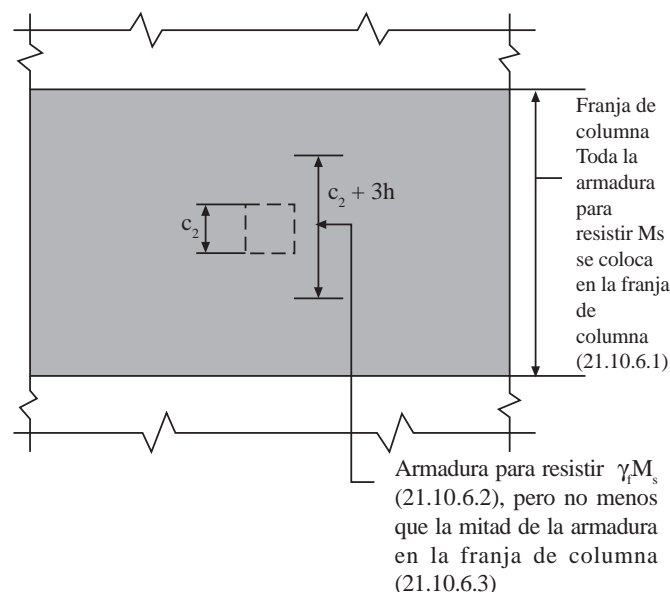 c₂ + 3h
c₂
Franja de
columna
Toda la
armadura
para
resistir Ms
se coloca
en la franja
de
columna
(21.10.6.1)
Armadura para resistir γfMs
(21.10.6.2), pero no menos
que la mitad de la armadura
en la franja de columna
(21.10.6.3)